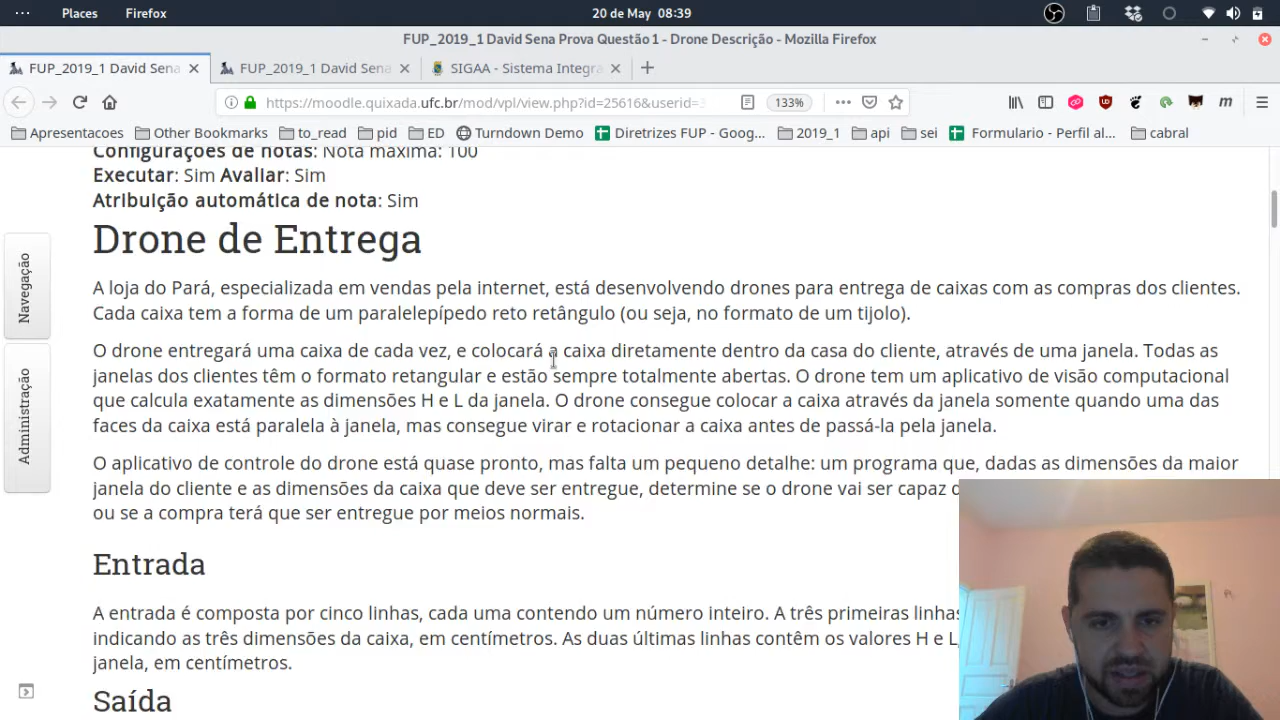 Places Firefox 20 de May 08:39
FUP_2019_1 David Sena Prova Questão 1 - Drone Descrição - Mozilla Firefox
FUP_2019_1 David Sena FUP_2019_1 David Sena SIGAA - Sistema Integra
https://moodle.quixada.ufc.br/mod/vpl/view.php?id=25616&userid=3 133%
Apresentacoes Other Bookmarks to_read pid ED Turndown Demo Diretrizes FUP - Goog... 2019_1 api sei Formulario - Perfil al... cabral
Configurações de notas: Nota máxima: 100
Executar: Sim Avaliar: Sim
Atribuição automática de nota: Sim
Drone de Entrega
Navegação
A loja do Pará, especializada em vendas pela internet, está desenvolvendo drones para entrega de caixas com as compras dos clientes.
Cada caixa tem a forma de um paralelepípedo reto retângulo (ou seja, no formato de um tijolo).
O drone entregará uma caixa de cada vez, e colocará a caixa diretamente dentro da casa do cliente, através de uma janela. Todas as
janelas dos clientes têm o formato retangular e estão sempre totalmente abertas. O drone tem um aplicativo de visão computacional
que calcula exatamente as dimensões H e L da janela. O drone consegue colocar a caixa através da janela somente quando uma das
faces da caixa está paralela à janela, mas consegue virar e rotacionar a caixa antes de passá-la pela janela.
Administração
O aplicativo de controle do drone está quase pronto, mas falta um pequeno detalhe: um programa que, dadas as dimensões da maior
janela do cliente e as dimensões da caixa que deve ser entregue, determine se o drone vai ser capaz
ou se a compra terá que ser entregue por meios normais.
Entrada
A entrada é composta por cinco linhas, cada uma contendo um número inteiro. A três primeiras linhas
indicando as três dimensões da caixa, em centímetros. As duas últimas linhas contêm os valores H e L
janela, em centímetros.
Saída